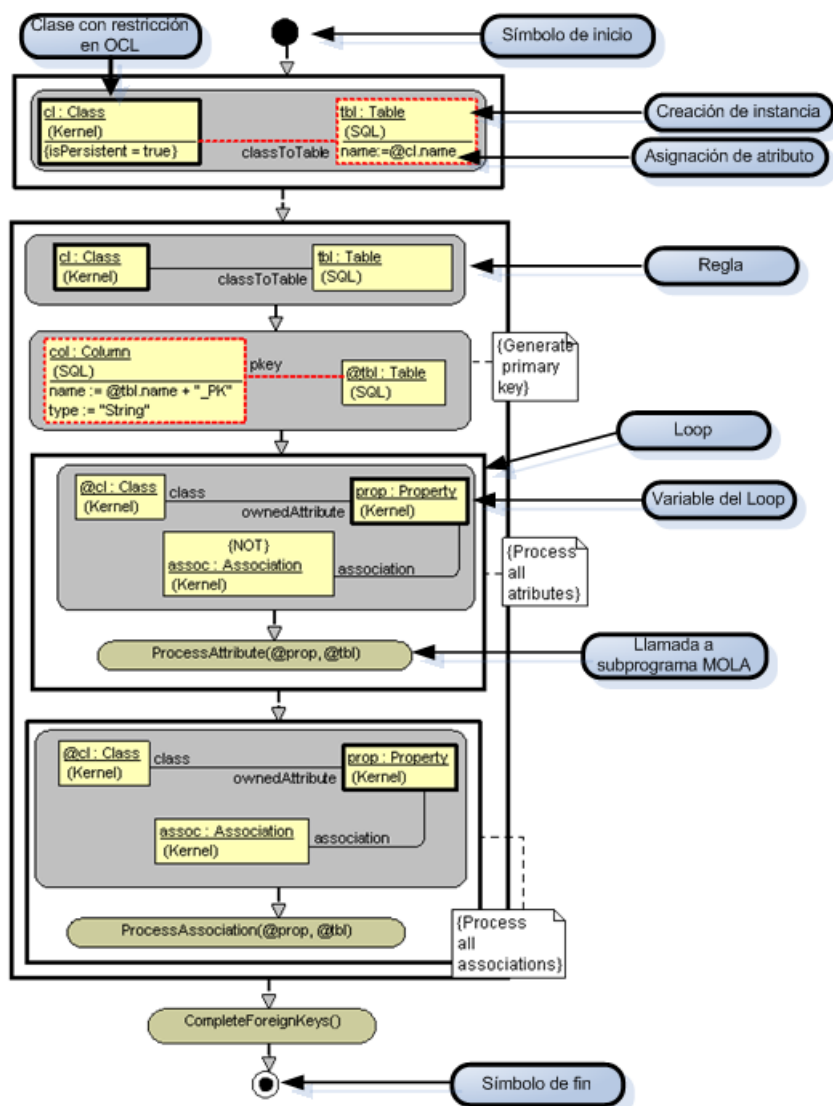 Clase con restricción
en OCL
Símbolo de inicio
cl : Class
(Kernel)
{isPersistent = true}
classToTable
tbl : Table
(SQL)
name:=@cl.name
Creación de instancia
Asignación de atributo
cl : Class
(Kernel)
classToTable
tbl : Table
(SQL)
Regla
col : Column
(SQL)
name := @tbl.name + "_PK"
type := "String"
pkey
@tbl : Table
(SQL)
{Generate
primary
key}
Loop
@cl : Class
(Kernel)
class
ownedAttribute
prop : Property
(Kernel)
Variable del Loop
{NOT}
assoc : Association
(Kernel)
association
{Process
all
atributes}
ProcessAttribute(@prop, @tbl)
Llamada a
subprograma MOLA
@cl : Class
(Kernel)
class
ownedAttribute
prop : Property
(Kernel)
assoc : Association
(Kernel)
association
ProcessAssociation(@prop, @tbl)
{Process
all
associations}
CompleteForeignKeys()
Símbolo de fin